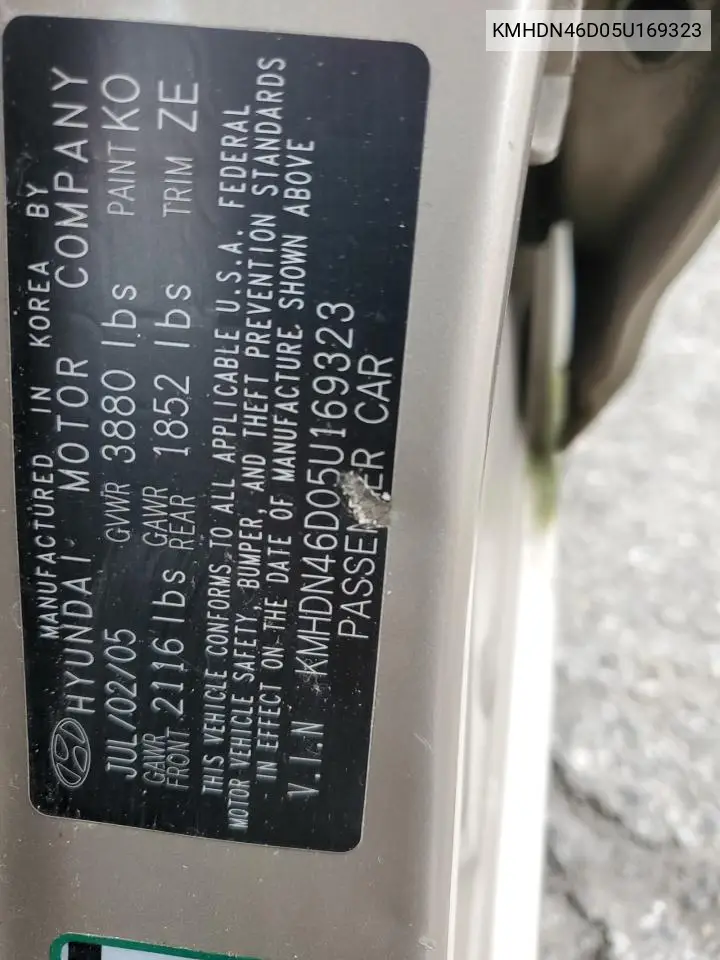 KMHDN46D05U169323
MANUFACTURED IN KOREA BY
HYUNDAI MOTOR COMPANY
JUL/02/05 GVWR 3880 lbs PAINT KO
GAWR FRONT 2116 lbs GAWR REAR 1852 lbs TRIM ZE
THIS VEHICLE CONFORMS TO ALL APPLICABLE U.S.A. FEDERAL
MOTOR VEHICLE SAFETY, BUMPER, AND THEFT PREVENTION STANDARDS
IN EFFECT ON THE DATE OF MANUFACTURE SHOWN ABOVE
V.I.N KMHDN46D05U169323
PASSENGER CAR